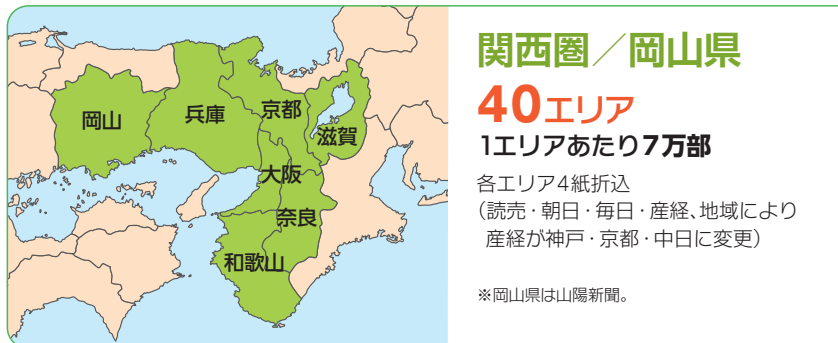 岡山
兵庫
京都
滋賀
大阪
奈良
和歌山
関西圏／岡山県
40エリア
1エリアあたり7万部
各エリア4紙折込
（読売・朝日・毎日・産経、地域により
産経が神戸・京都・中日に変更）
※岡山県は山陽新聞。